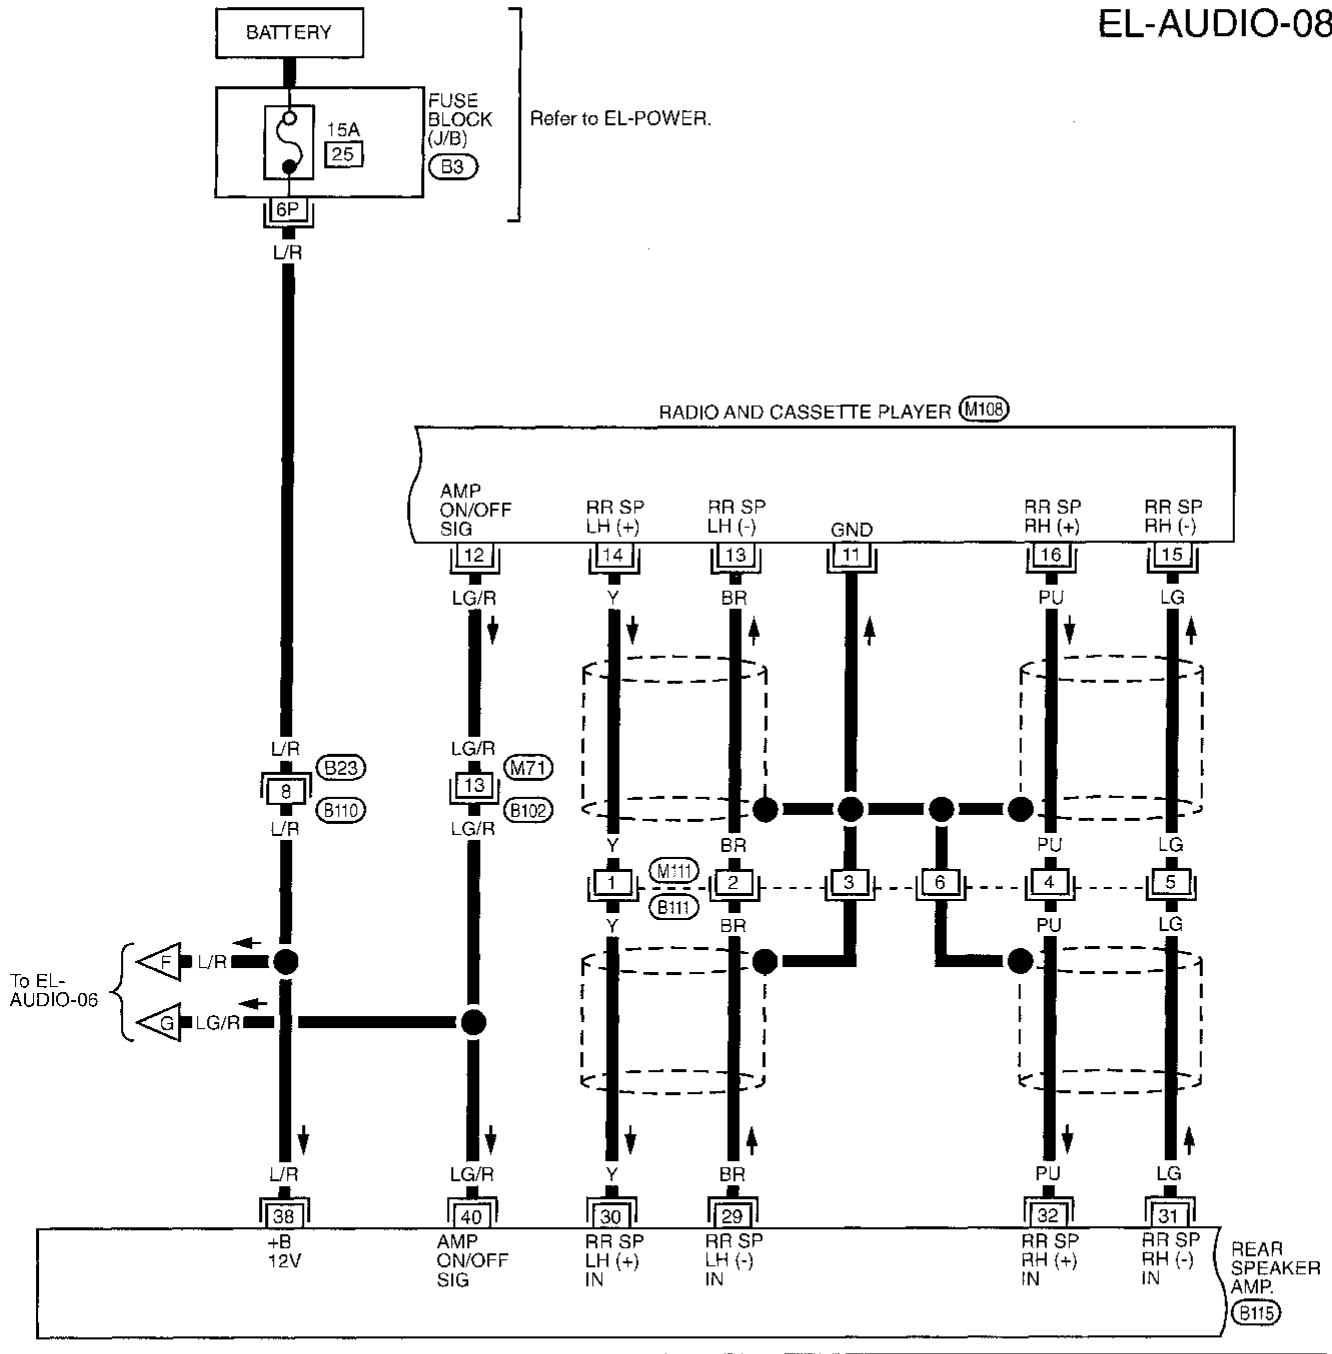 EL-AUDIO-08
BATTERY
FUSE
BLOCK
(J/B)
B3
15A
25
Refer to EL-POWER.
6P
L/R
RADIO AND CASSETTE PLAYER M108
AMP
ON/OFF
SIG
RR SP
LH (+)
RR SP
LH (-)
GND
RR SP
RH (+)
RR SP
RH (-)
12 14 13 11 16 15
LG/R Y BR PU LG
L/R LG/R
B23 M71
8 13
B110 B102
L/R LG/R
Y BR PU LG
1 M111 2 3 6 4 5
B111
Y BR PU LG
To EL-
AUDIO-06
F L/R
G LG/R
L/R LG/R Y BR PU LG
38 40 30 29 32 31
+B
12V
AMP
ON/OFF
SIG
RR SP
LH (+)
IN
RR SP
LH (-)
IN
RR SP
RH (+)
IN
RR SP
RH (-)
IN
REAR
SPEAKER
AMP.
B115